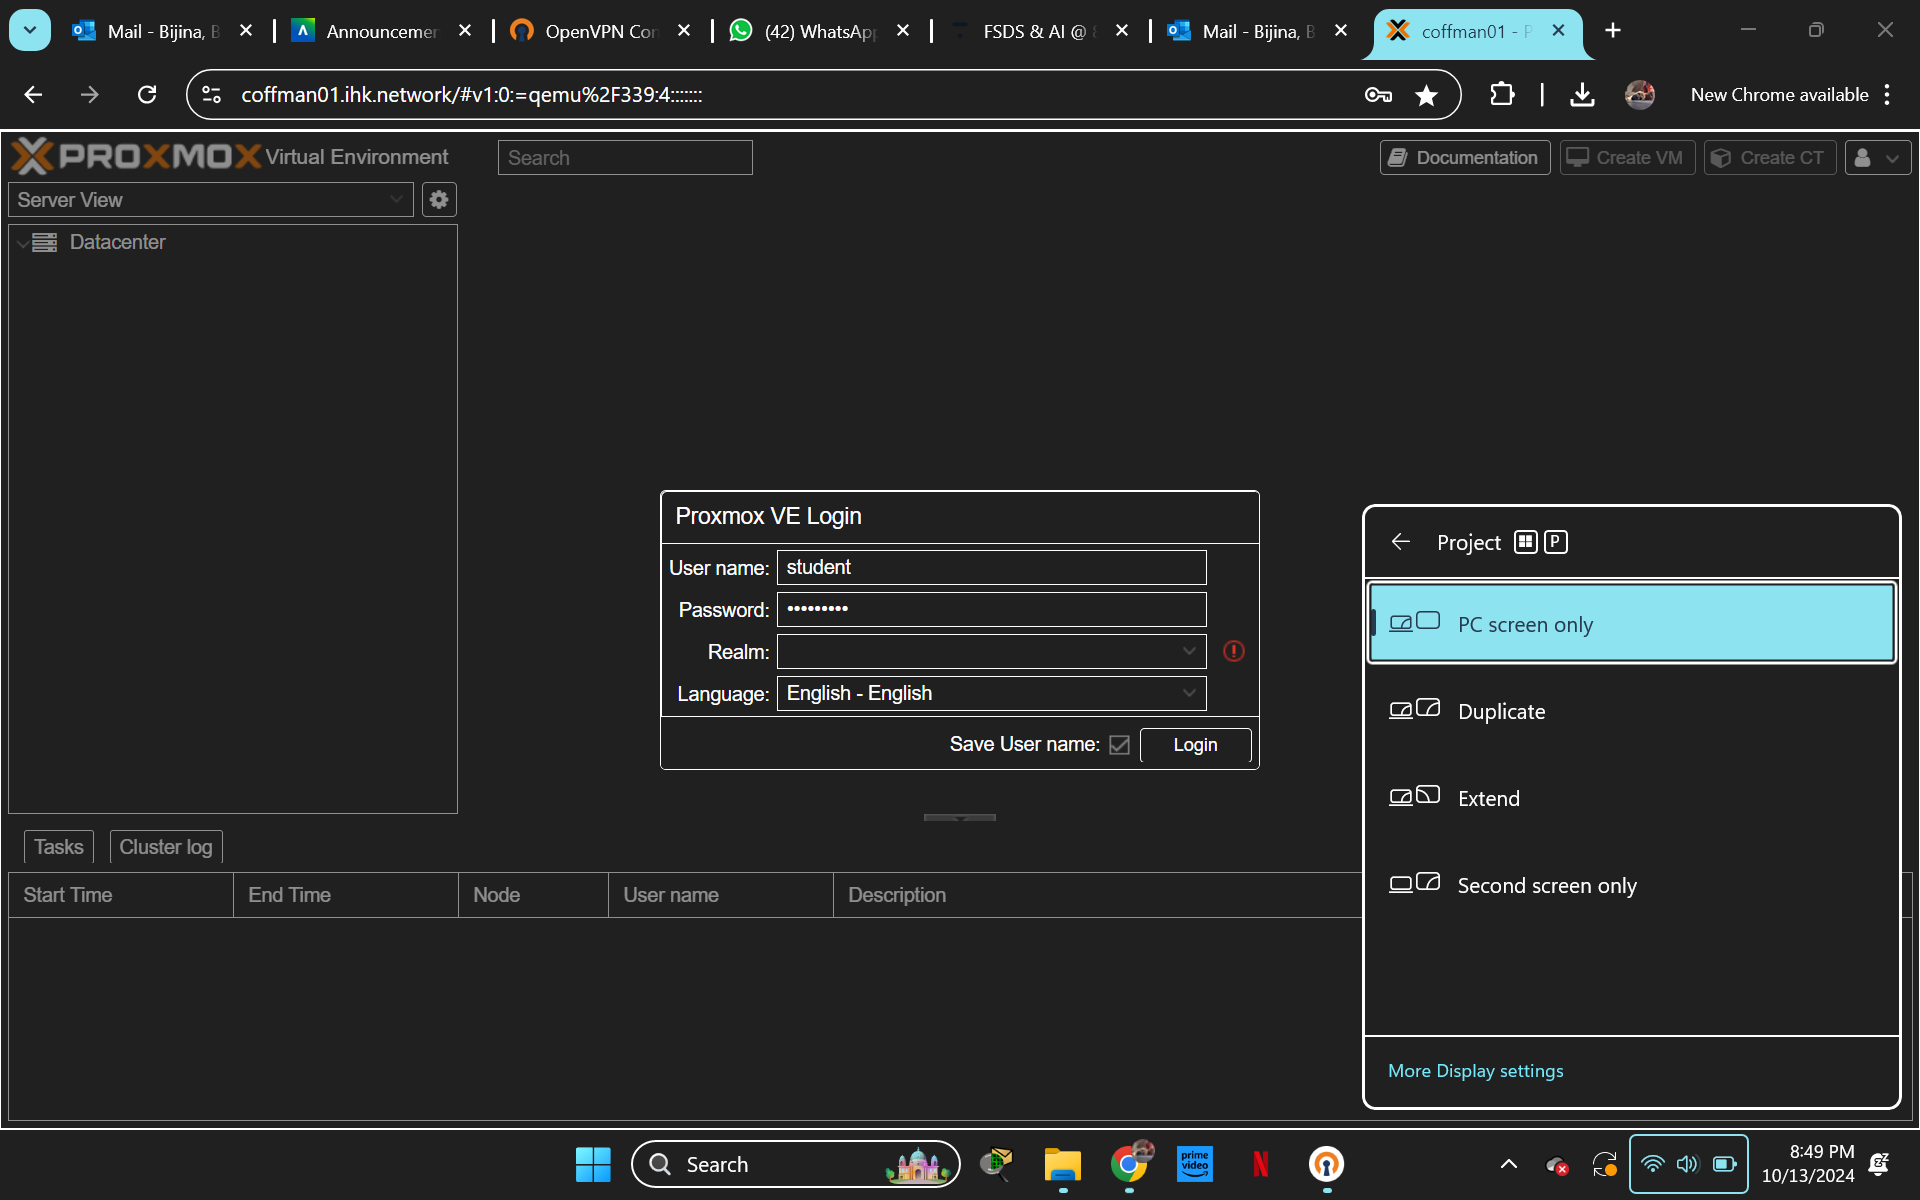 Mail - Bijina, B
Announcemen
OpenVPN Con
(42) WhatsApp
FSDS & AI @ 8
Mail - Bijina, B
coffman01 - P
coffman01.ihk.network/#v1:0:=qemu%2F339:4:::::::
New Chrome available
PROXMOX Virtual Environment
Search
Documentation
Create VM
Create CT
Server View
Datacenter
Proxmox VE Login
User name: student
Password: •••••••••
Realm:
Language: English - English
Save User name:
Login
Project P
PC screen only
Duplicate
Extend
Second screen only
More Display settings
Tasks
Cluster log
Start Time
End Time
Node
User name
Description
Search
prime video
N
8:49 PM
10/13/2024